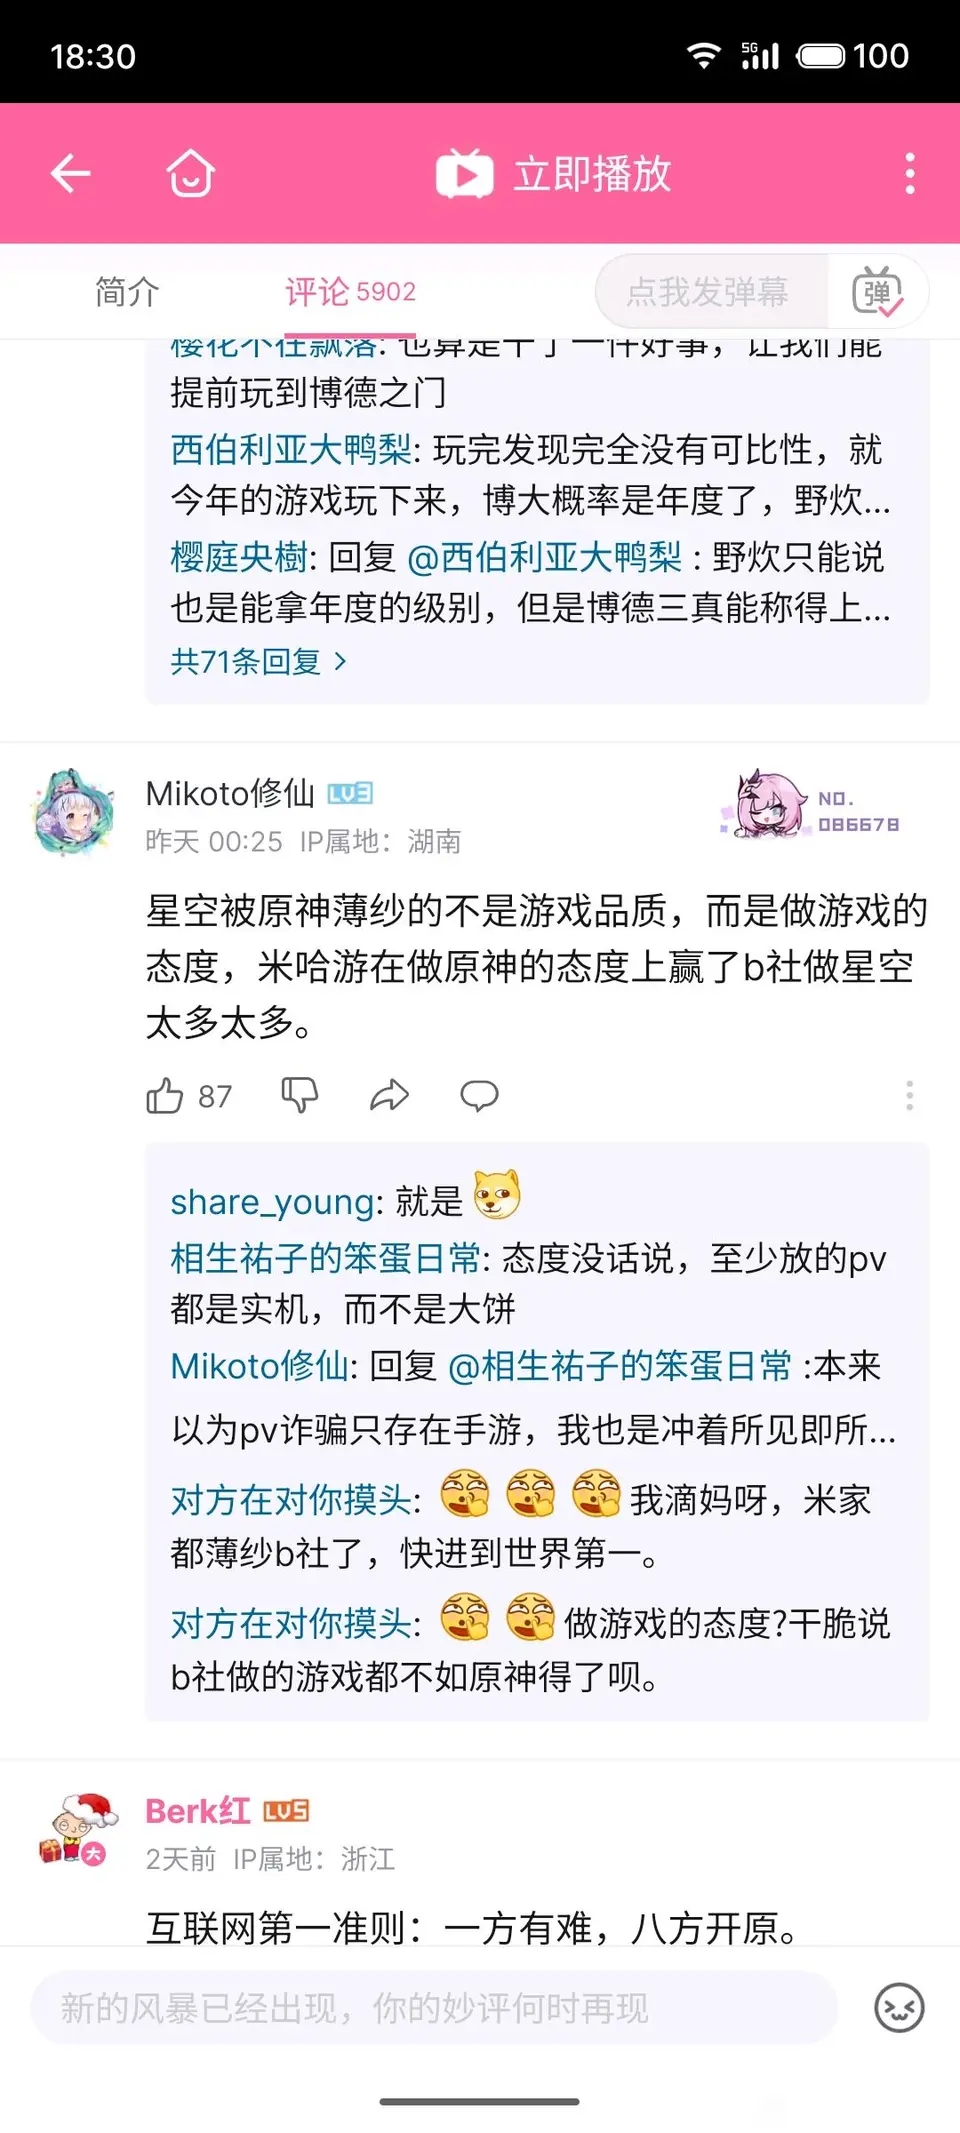 18:30
5G
100
立即播放
简介
评论 5902
点我发弹幕
弹
樱花不在飘落: 也算是干了一件好事，让我们能
提前玩到博德之门
西伯利亚大鸭梨: 玩完发现完全没有可比性，就
今年的游戏玩下来，博大概率是年度了，野炊...
樱庭央樹: 回复 @西伯利亚大鸭梨 : 野炊只能说
也是能拿年度的级别，但是博德三真能称得上...
共71条回复 >
Mikoto修仙 LV3
NO.
086678
昨天 00:25 IP属地：湖南
星空被原神薄纱的不是游戏品质，而是做游戏的
态度，米哈游在做原神的态度上赢了b社做星空
太多太多。
87
share_young: 就是
相生祐子的笨蛋日常: 态度没话说，至少放的pv
都是实机，而不是大饼
Mikoto修仙: 回复 @相生祐子的笨蛋日常 :本来
以为pv诈骗只存在手游，我也是冲着所见即所...
对方在对你摸头: 我滴妈呀，米家
都薄纱b社了，快进到世界第一。
对方在对你摸头: 做游戏的态度?干脆说
b社做的游戏都不如原神得了呗。
Berk红 LV5
大
2天前 IP属地：浙江
互联网第一准则：一方有难，八方开原。
新的风暴已经出现，你的妙评何时再现